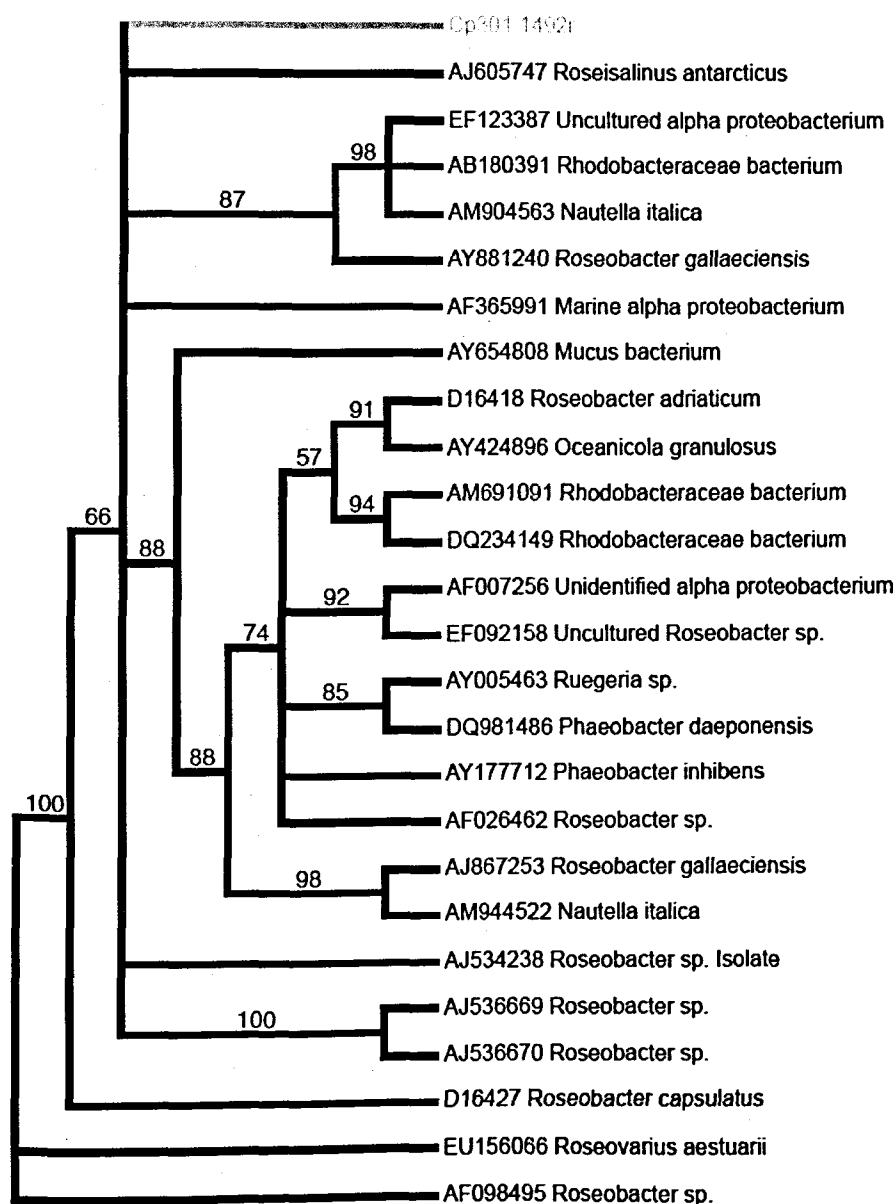 Cp301 1492r
AJ605747 Roseisalinus antarcticus
EF123387 Uncultured alpha proteobacterium
98
AB180391 Rhodobacteraceae bacterium
87
AM904563 Nautella italica
AY881240 Roseobacter gallaeciensis
AF365991 Marine alpha proteobacterium
AY654808 Mucus bacterium
D16418 Roseobacter adriaticum
91
AY424896 Oceanicola granulosus
57
AM691091 Rhodobacteraceae bacterium
94
66
DQ234149 Rhodobacteraceae bacterium
88
AF007256 Unidentified alpha proteobacterium
92
EF092158 Uncultured Roseobacter sp.
74
AY005463 Ruegeria sp.
85
DQ981486 Phaeobacter daeponensis
88
AY177712 Phaeobacter inhibens
100
AF026462 Roseobacter sp.
AJ867253 Roseobacter gallaeciensis
98
AM944522 Nautella italica
AJ534238 Roseobacter sp. Isolate
AJ536669 Roseobacter sp.
100
AJ536670 Roseobacter sp.
D16427 Roseobacter capsulatus
EU156066 Roseovarius aestuarii
AF098495 Roseobacter sp.